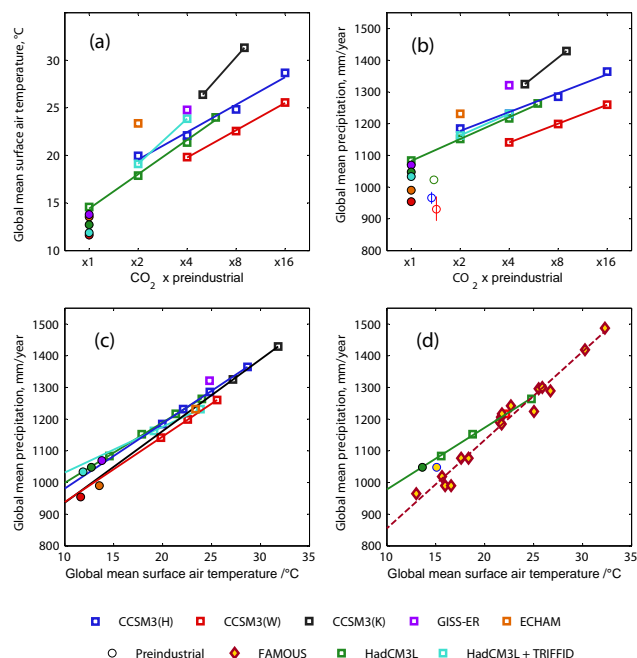 (a)
Global mean surface air temperature, °C
30
25
20
15
12
x1 x2 x4 x8 x16
CO2 x preindustrial
(b)
Global mean precipitation, mm/year
1500
1400
1300
1200
1100
1000
900
800
x1 x2 x4 x8 x16
CO2 x preindustrial
(c)
Global mean precipitation, mm/year
1500
1400
1300
1200
1100
1000
900
800
10 15 20 25 30 35
Global mean surface air temperature /°C
(d)
Global mean precipitation, mm/year
1500
1400
1300
1200
1100
1000
900
800
10 15 20 25 30 35
Global mean surface air temperature /°C
CCSM3(H) CCSM3(W) CCSM3(K) GISS-ER ECHAM
Preindustrial FAMOUS HadCM3L HadCM3L + TRIFFID